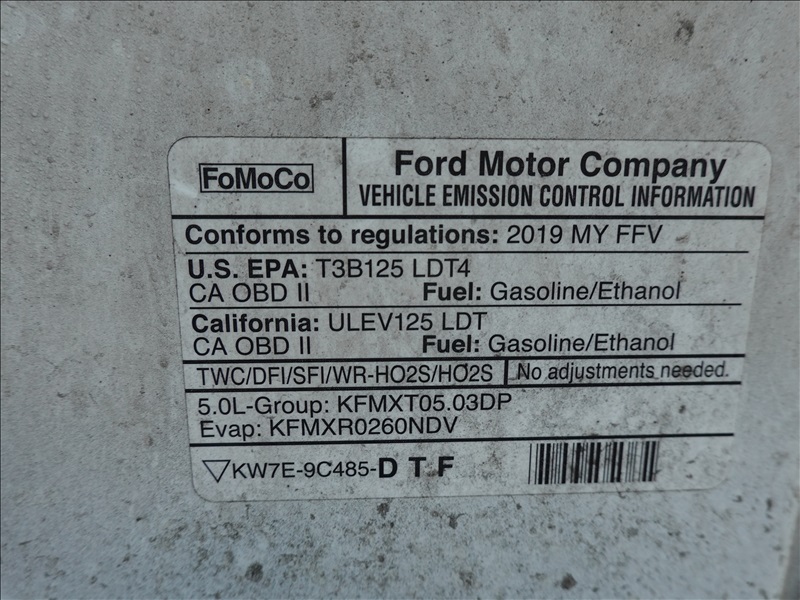 FoMoCo
Ford Motor Company
VEHICLE EMISSION CONTROL INFORMATION
Conforms to regulations: 2019 MY FFV
U.S. EPA: T3B125 LDT4
CA OBD II Fuel: Gasoline/Ethanol
California: ULEV125 LDT
CA OBD II Fuel: Gasoline/Ethanol
TWC/DFI/SFI/WR-HO2S/HO2S No adjustments needed.
5.0L-Group: KFMXT05.03DP
Evap: KFMXR0260NDV
KW7E-9C485-D T F